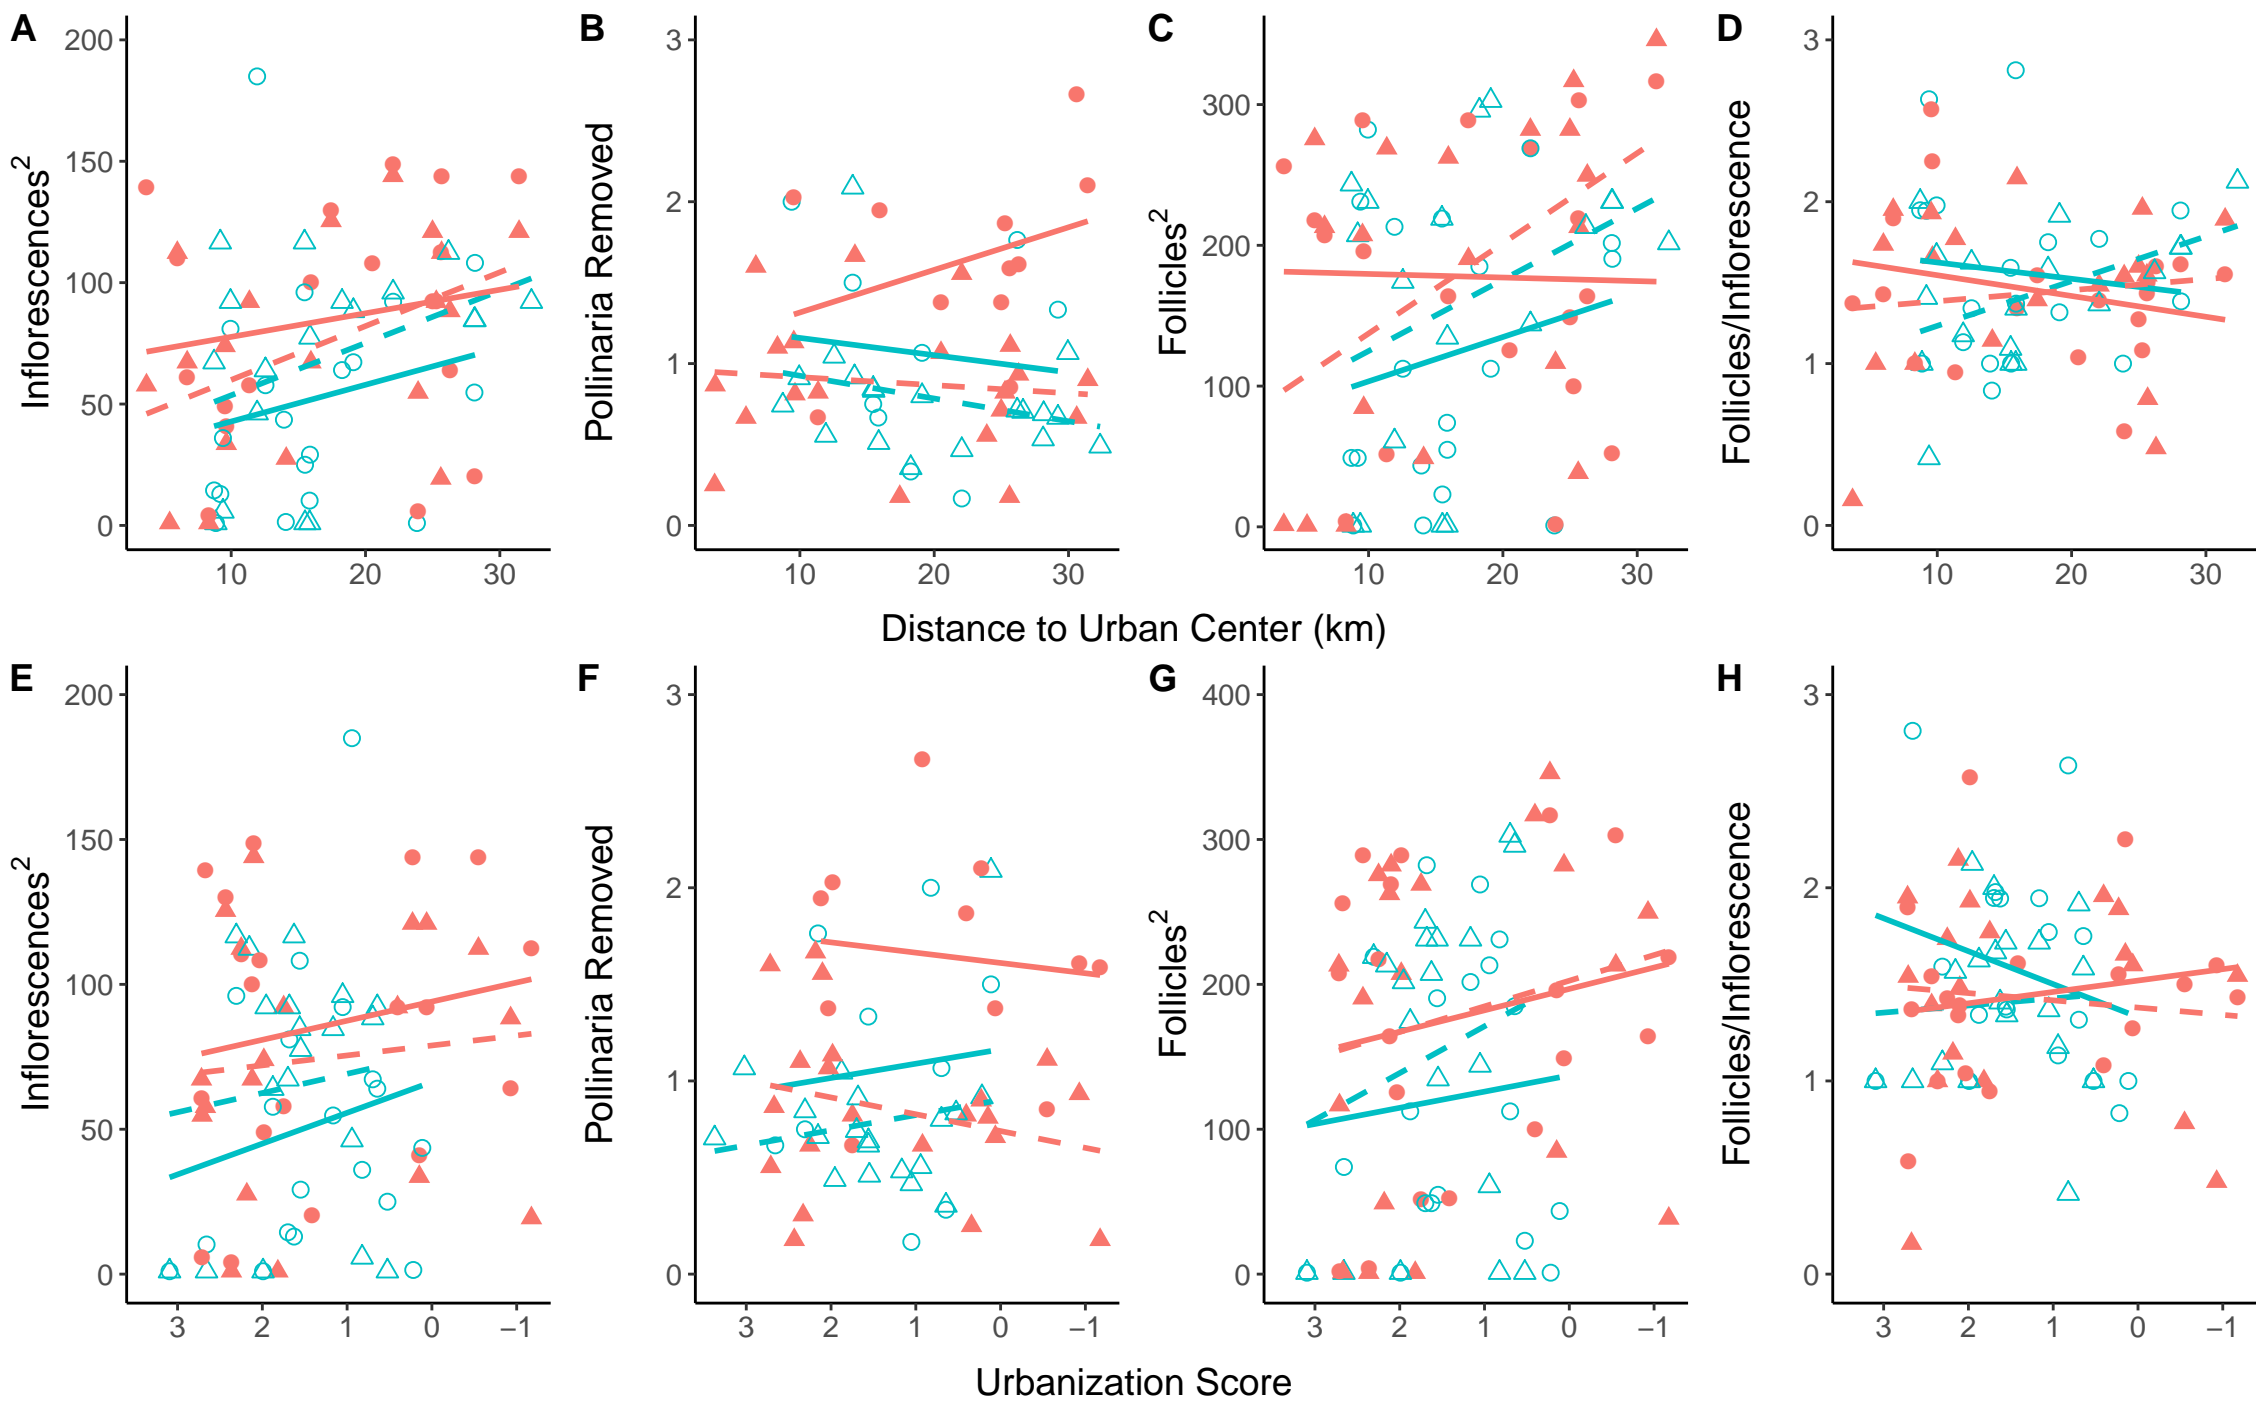 A B C D
200
150
100
50
0
Inflorescences²
10 20 30
3
2
1
0
Pollinaria Removed
10 20 30
300
200
100
0
Follicles²
10 20 30
3
2
1
0
Follicles/Inflorescence
10 20 30
Distance to Urban Center (km)
E F G H
200
150
100
50
0
Inflorescences²
3 2 1 0 −1
3
2
1
0
Pollinaria Removed
3 2 1 0 −1
400
300
200
100
0
Follicles²
3 2 1 0 −1
3
2
1
0
Follicles/Inflorescence
3 2 1 0 −1
Urbanization Score